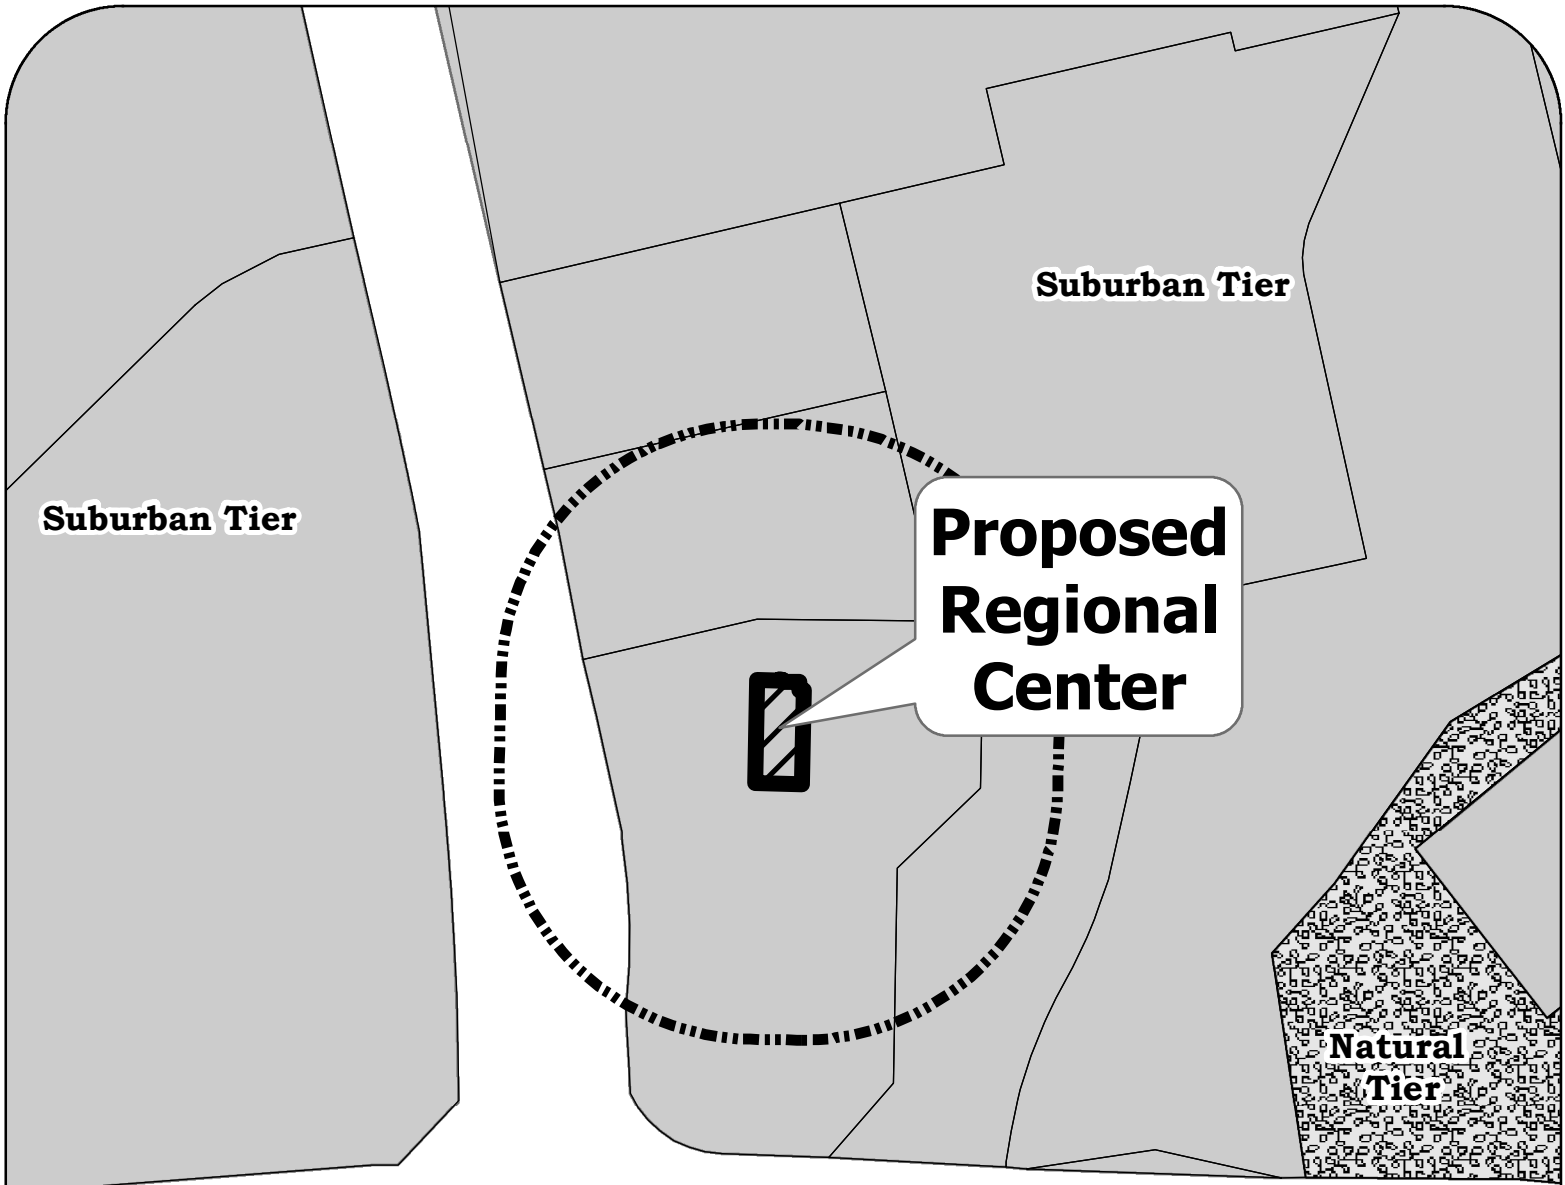 Suburban Tier
Suburban Tier
Proposed
Regional
Center
Natural
Tier